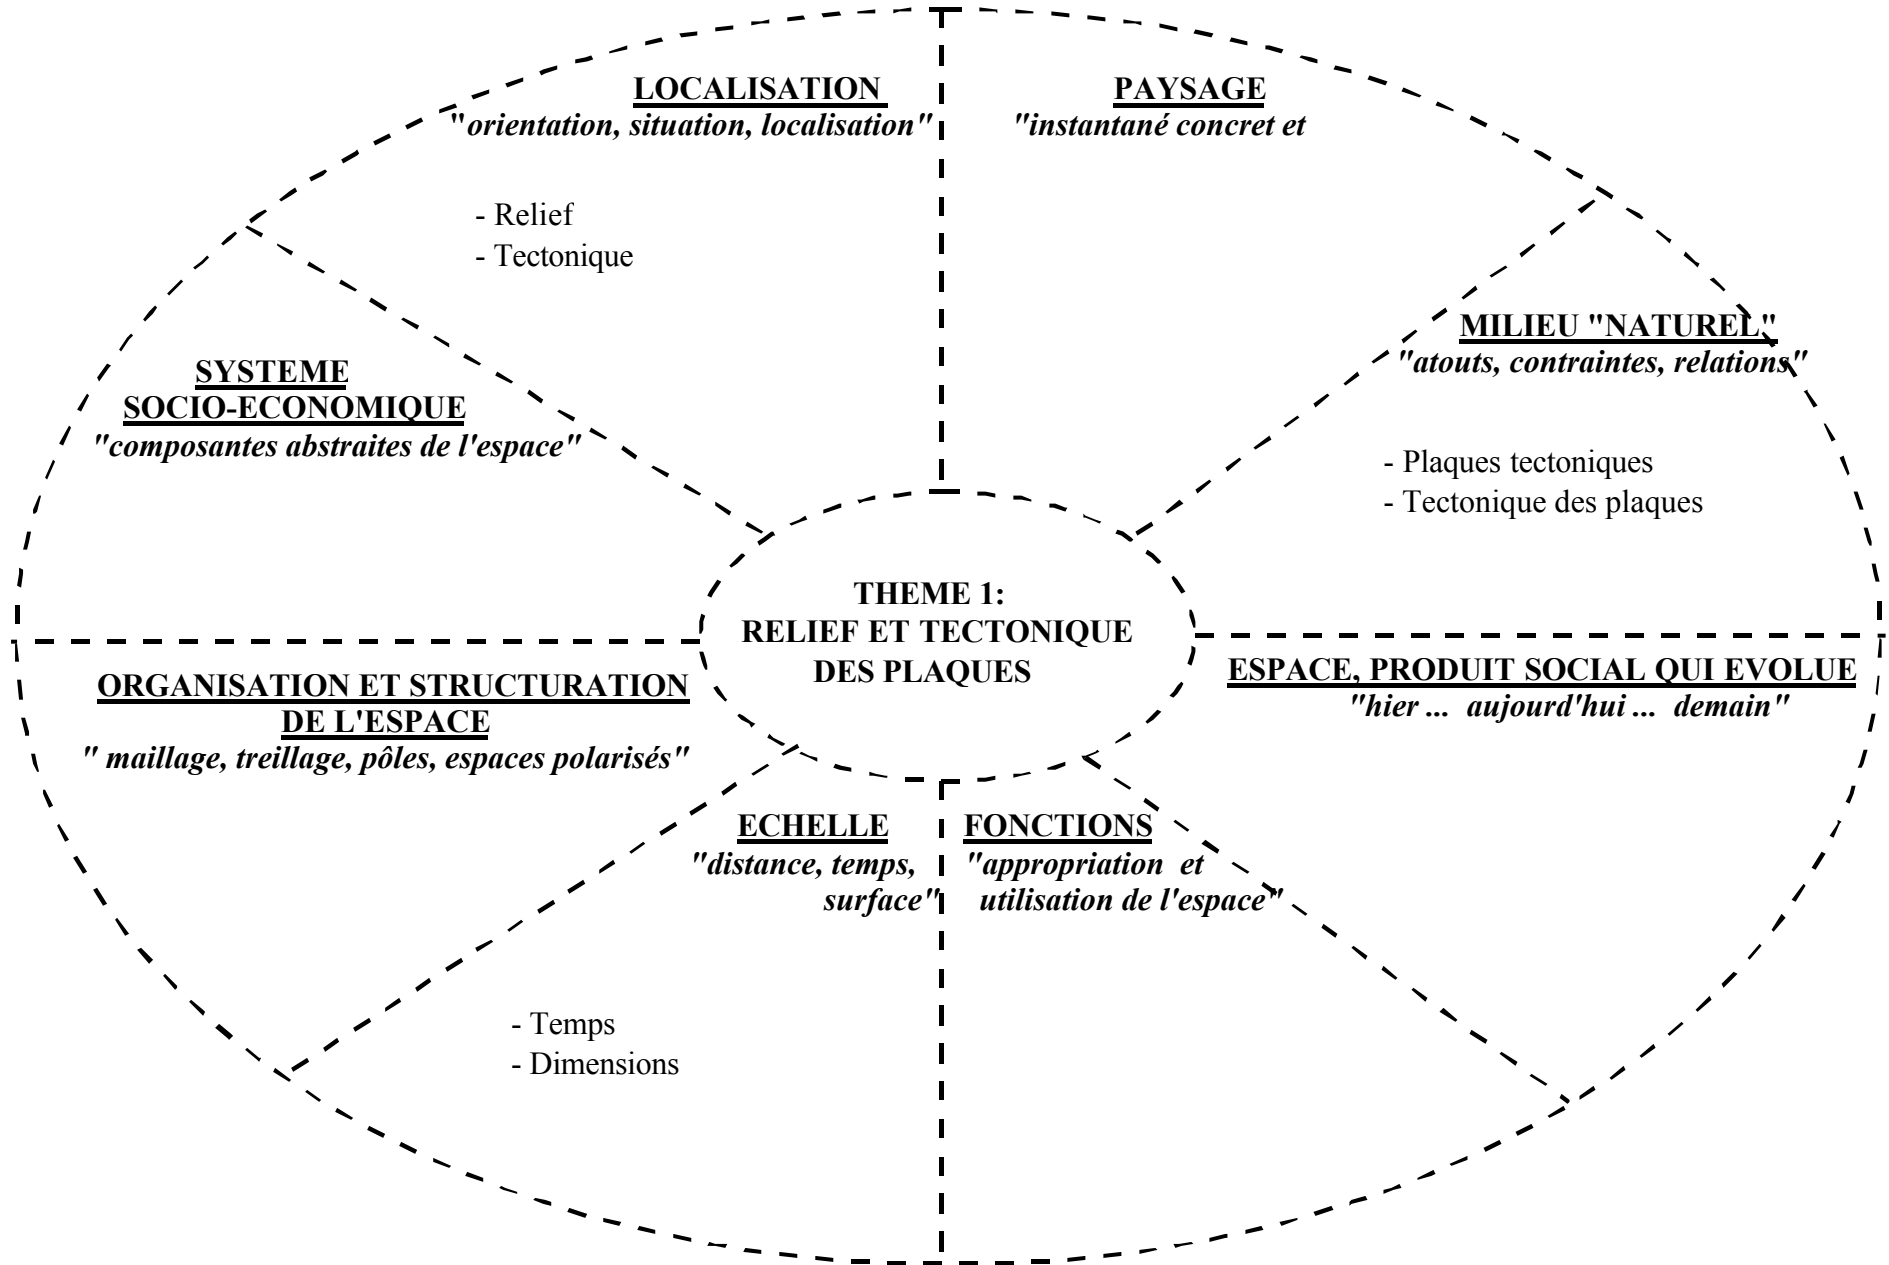 LOCALISATION
"orientation, situation, localisation"
- Relief
- Tectonique
PAYSAGE
"instantané concret et
MILIEU "NATUREL"
"atouts, contraintes, relations"
- Plaques tectoniques
- Tectonique des plaques
SYSTEME
SOCIO-ECONOMIQUE
"composantes abstraites de l'espace"
THEME 1:
RELIEF ET TECTONIQUE
DES PLAQUES
ORGANISATION ET STRUCTURATION
DE L'ESPACE
" maillage, treillage, pôles, espaces polarisés"
ESPACE, PRODUIT SOCIAL QUI EVOLUE
"hier ... aujourd'hui ... demain"
ECHELLE
"distance, temps,
surface"
- Temps
- Dimensions
FONCTIONS
"appropriation et
utilisation de l'espace"